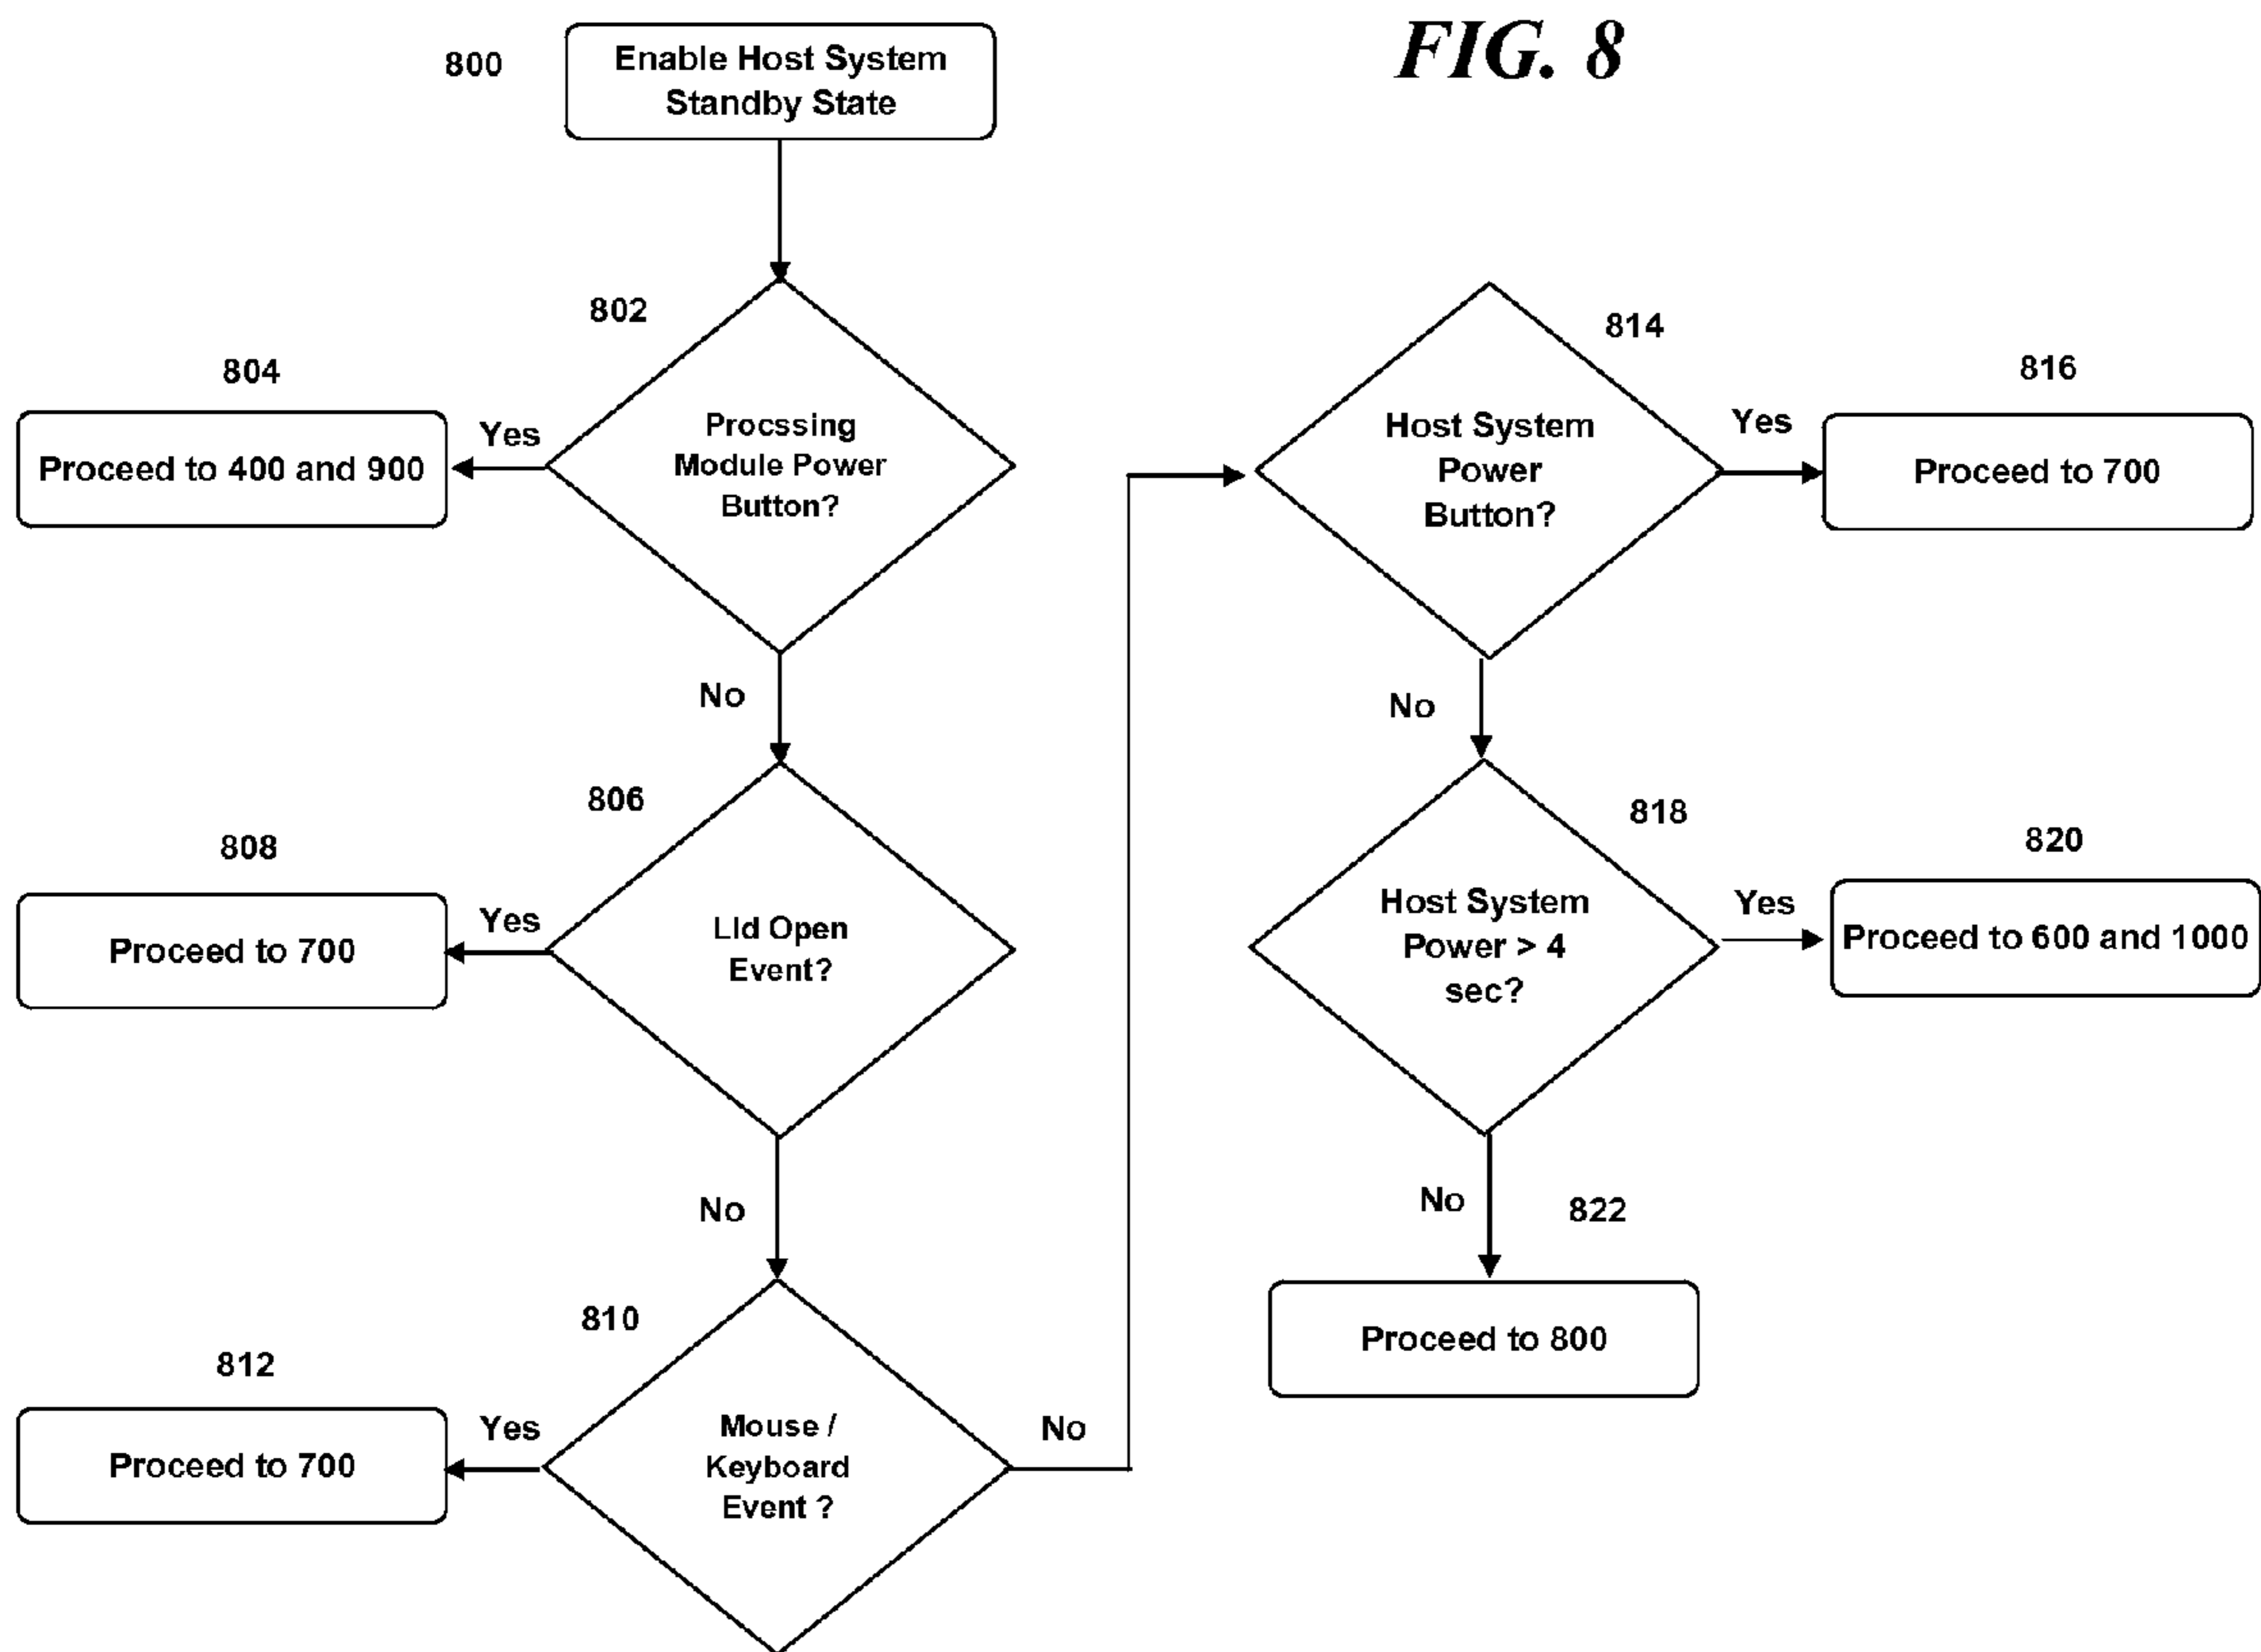 FIG. 8
800
Enable Host System
Standby State
802
Procssing
Module Power
Button?
804
Yes
Proceed to 400 and 900
No
806
LId Open
Event?
808
Yes
Proceed to 700
No
810
Mouse /
Keyboard
Event ?
812
Yes
Proceed to 700
No
814
Host System
Power
Button?
816
Yes
Proceed to 700
No
818
Host System
Power > 4
sec?
820
Yes
Proceed to 600 and 1000
No
822
Proceed to 800